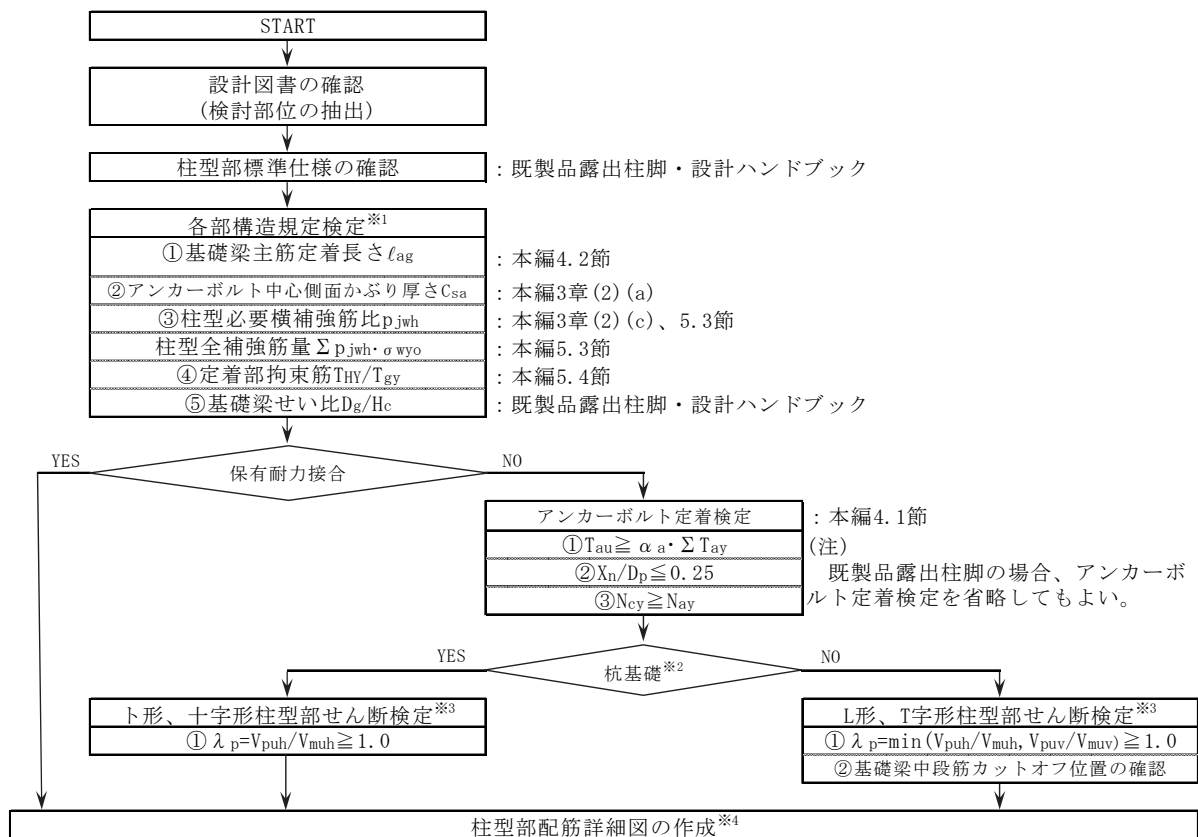 START
設計図書の確認
(検討部位の抽出)
柱型部標準仕様の確認 :既製品露出柱脚・設計ハンドブック
各部構造規定検定※1
①基礎梁主筋定着長さℓag :本編4.2節
②アンカーボルト中心側面かぶり厚さCsa :本編3章(2)(a)
③柱型必要横補強筋比pjwh :本編3章(2)(c)、5.3節
柱型全補強筋量Σpjwh・σwyo :本編5.3節
④定着部拘束筋THY/Tgy :本編5.4節
⑤基礎梁せい比Dg/Hc :既製品露出柱脚・設計ハンドブック
YES 保有耐力接合 NO
アンカーボルト定着検定 :本編4.1節
①Tau≧αa・ΣTay (注)
②Xn/Dp≦0.25 既製品露出柱脚の場合、アンカーボ
③Ncy≧Nay ルト定着検定を省略してもよい。
YES 杭基礎※2 NO
ト形、十字形柱型部せん断検定※3 L形、T字形柱型部せん断検定※3
①λp=Vpuh/Vmuh≧1.0 ①λp=min(Vpuh/Vmuh,Vpuv/Vmuv)≧1.0
②基礎梁中段筋カットオフ位置の確認
柱型部配筋詳細図の作成※4